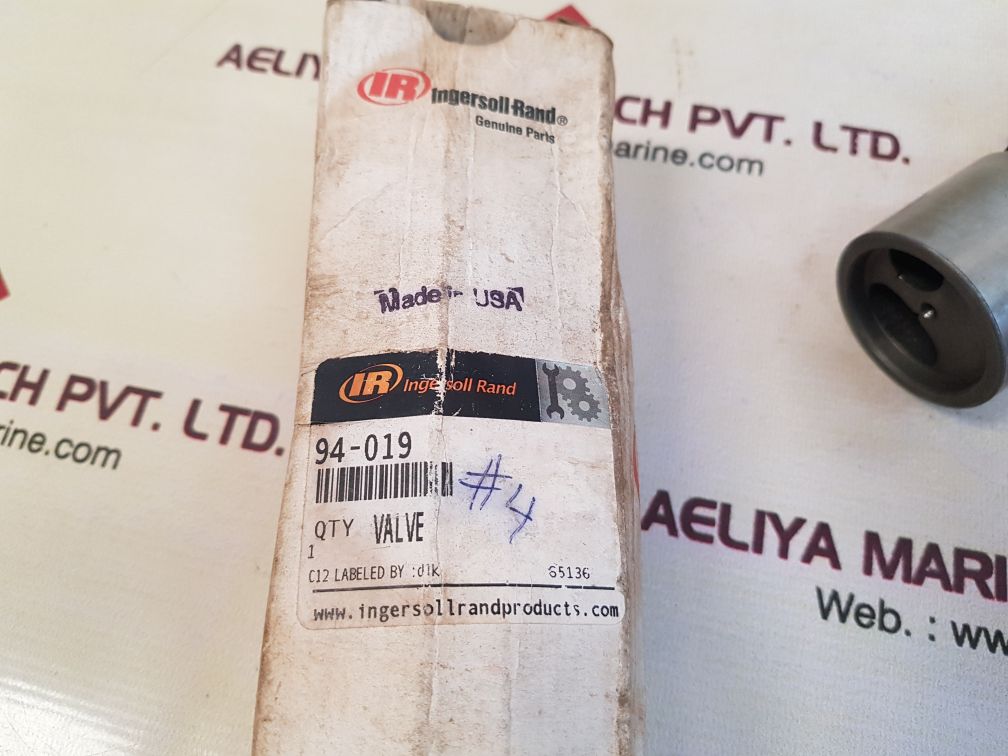 IR Ingersoll-Rand®
Genuine Parts
Made in USA
IR Ingersoll Rand
94-019
#4
QTY VALVE
1
C12 LABELED BY :dlk 65136
www.ingersollrandproducts.com
AELIY
CH PVT. LTD.
arine.com
CH PVT. LTD.
rine.com
AELIYA MARI
Web. : ww